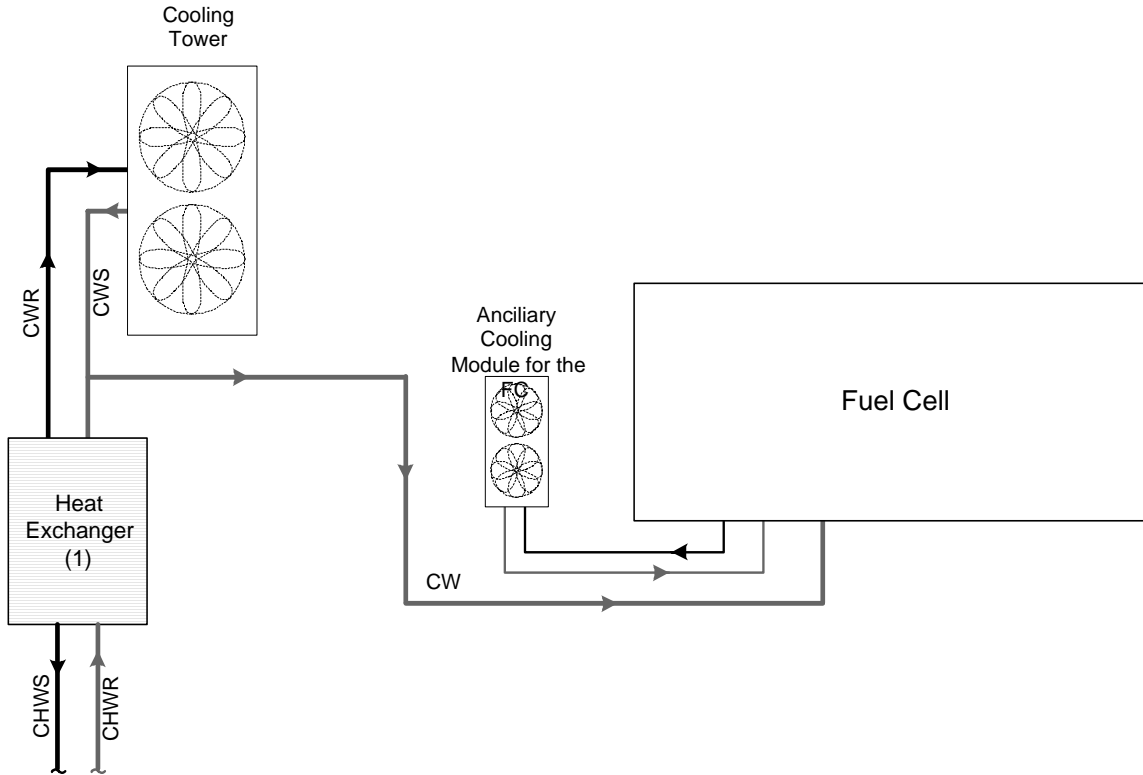 Cooling
Tower
CWR
CWS
Anciliary
Cooling
Module for the
FC
Fuel Cell
Heat
Exchanger
(1)
CW
CHWS
CHWR